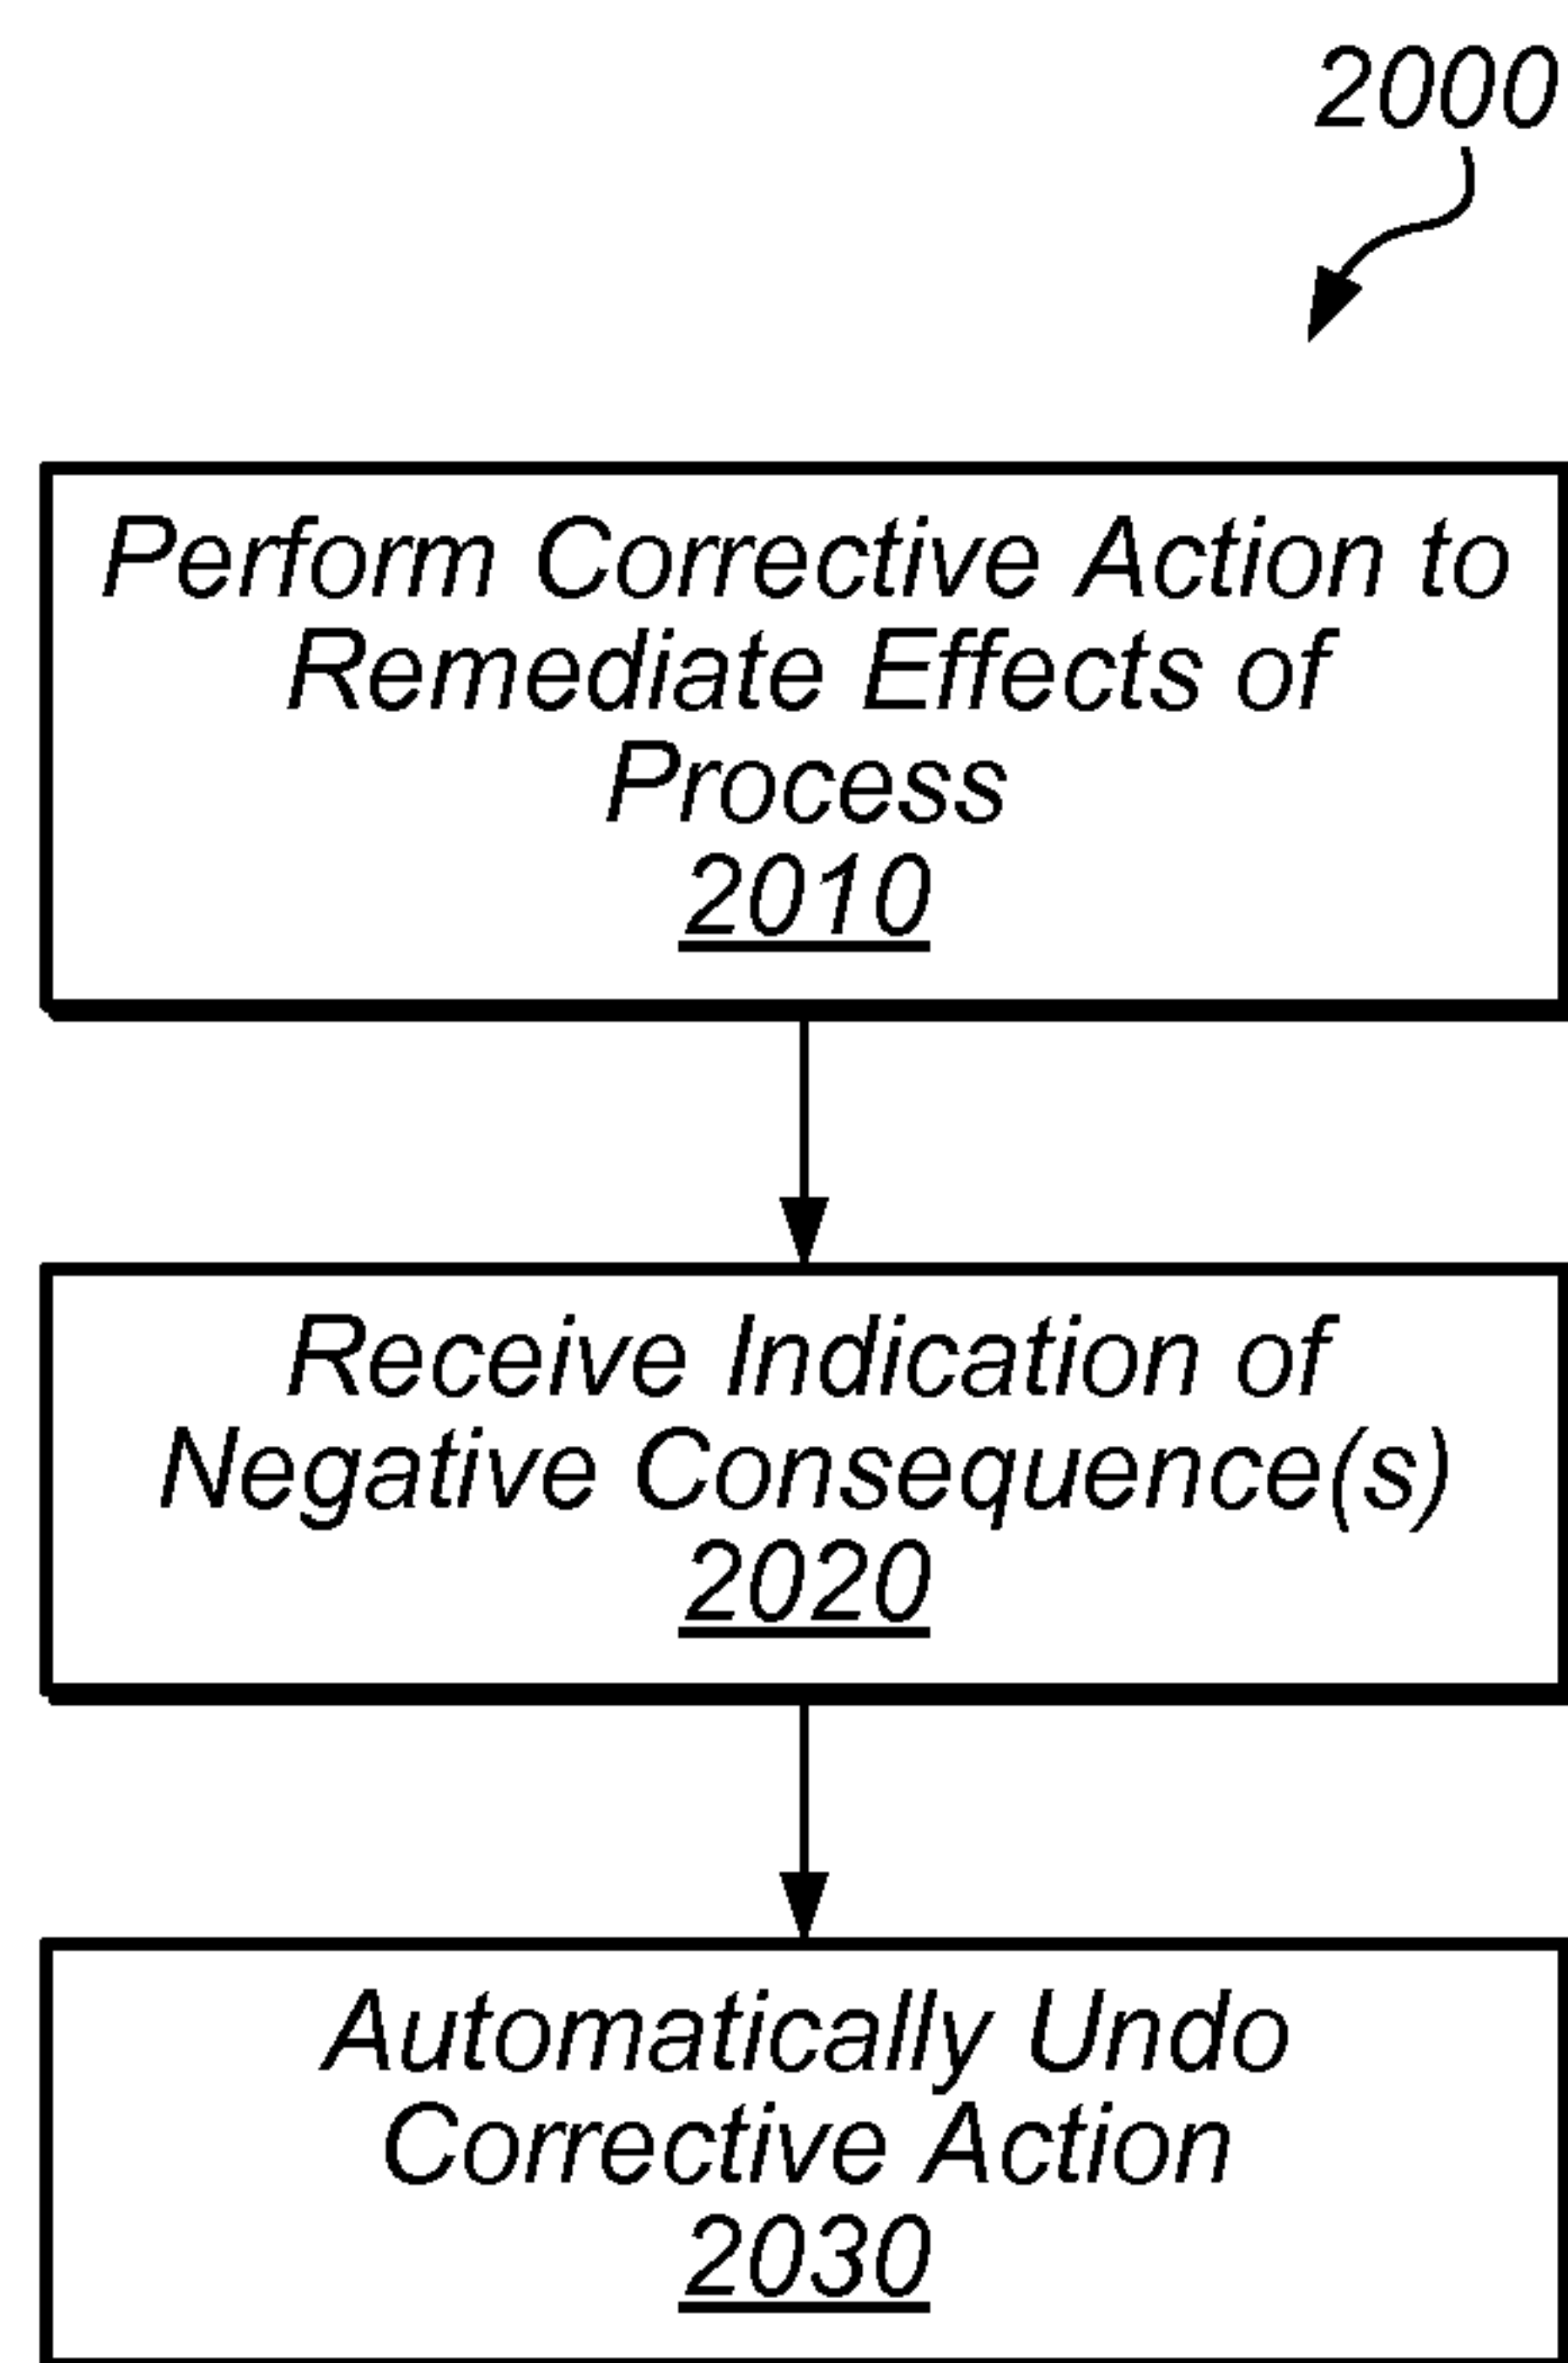 2000
Perform Corrective Action to
Remediate Effects of
Process
2010
Receive Indication of
Negative Consequence(s)
2020
Automatically Undo
Corrective Action
2030